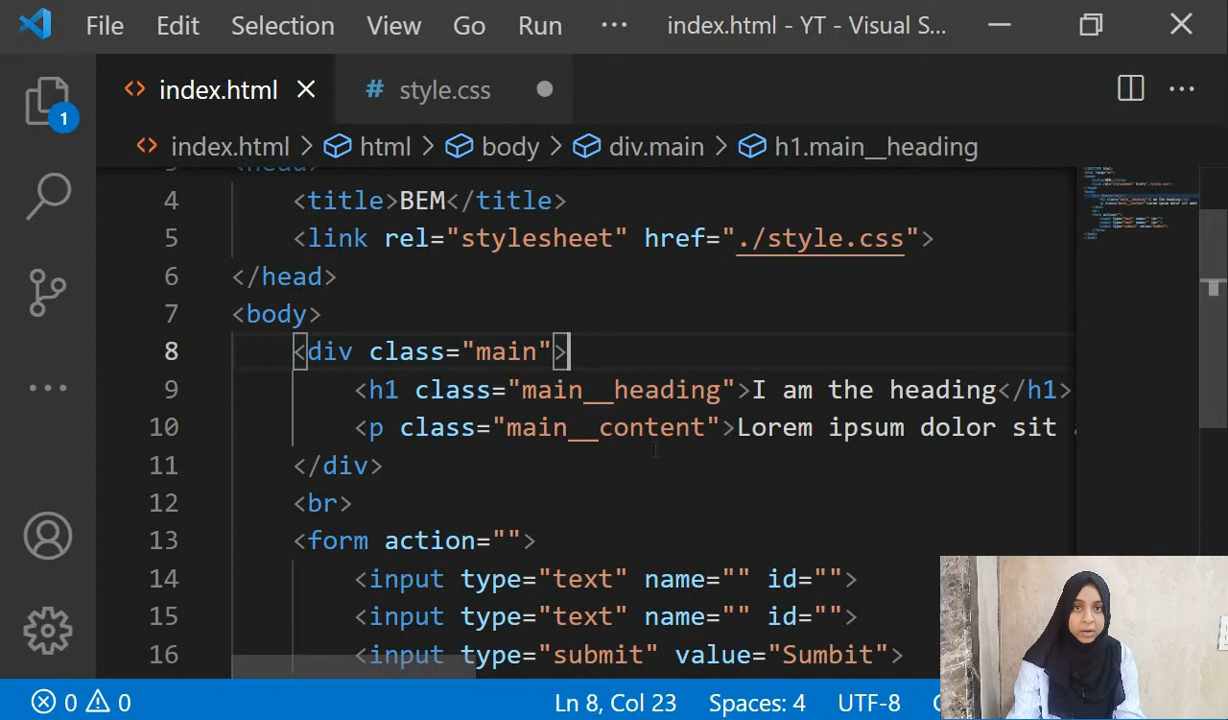 File Edit Selection View Go Run ··· index.html - YT - Visual S...
index.html # style.css
1
index.html > html > body > div.main > h1.main__heading
3 <head>
4 <title>BEM</title>
5 <link rel="stylesheet" href="./style.css">
6 </head>
7 <body>
8 <div class="main">
9 <h1 class="main__heading">I am the heading</h1>
10 <p class="main__content">Lorem ipsum dolor sit
11 </div>
12 <br>
13 <form action="">
14 <input type="text" name="" id="">
15 <input type="text" name="" id="">
16 <input type="submit" value="Sumbit">
0 0 Ln 8, Col 23 Spaces: 4 UTF-8